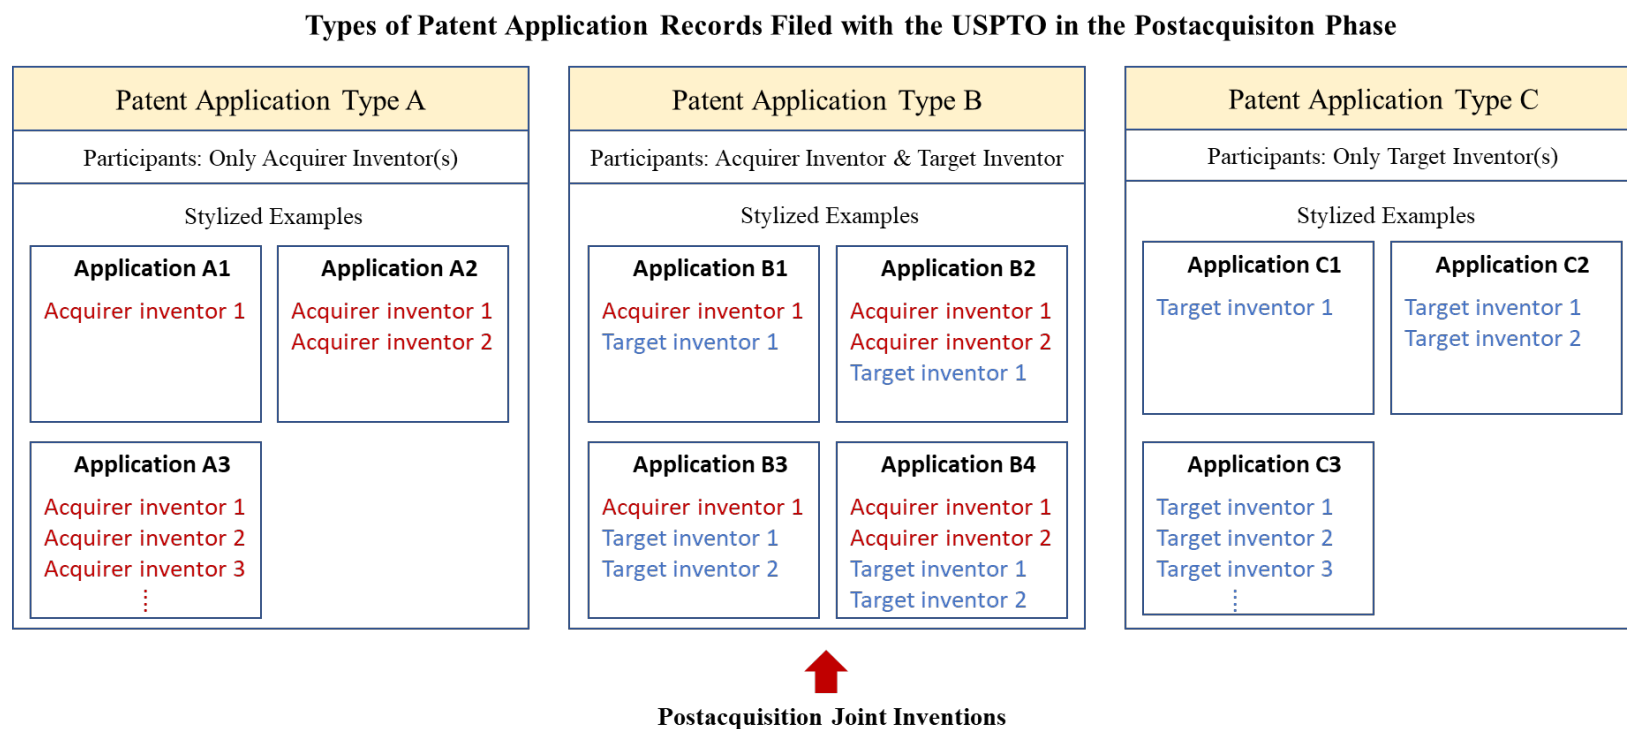 Types of Patent Application Records Filed with the USPTO in the Postacquisiton Phase
Patent Application Type A
Participants: Only Acquirer Inventor(s)
Stylized Examples
Application A1
Acquirer inventor 1
Application A2
Acquirer inventor 1
Acquirer inventor 2
Application A3
Acquirer inventor 1
Acquirer inventor 2
Acquirer inventor 3
Patent Application Type B
Participants: Acquirer Inventor & Target Inventor
Stylized Examples
Application B1
Acquirer inventor 1
Target inventor 1
Application B2
Acquirer inventor 1
Acquirer inventor 2
Target inventor 1
Application B3
Acquirer inventor 1
Target inventor 1
Target inventor 2
Application B4
Acquirer inventor 1
Acquirer inventor 2
Target inventor 1
Target inventor 2
Patent Application Type C
Participants: Only Target Inventor(s)
Stylized Examples
Application C1
Target inventor 1
Application C2
Target inventor 1
Target inventor 2
Application C3
Target inventor 1
Target inventor 2
Target inventor 3
Postacquisition Joint Inventions